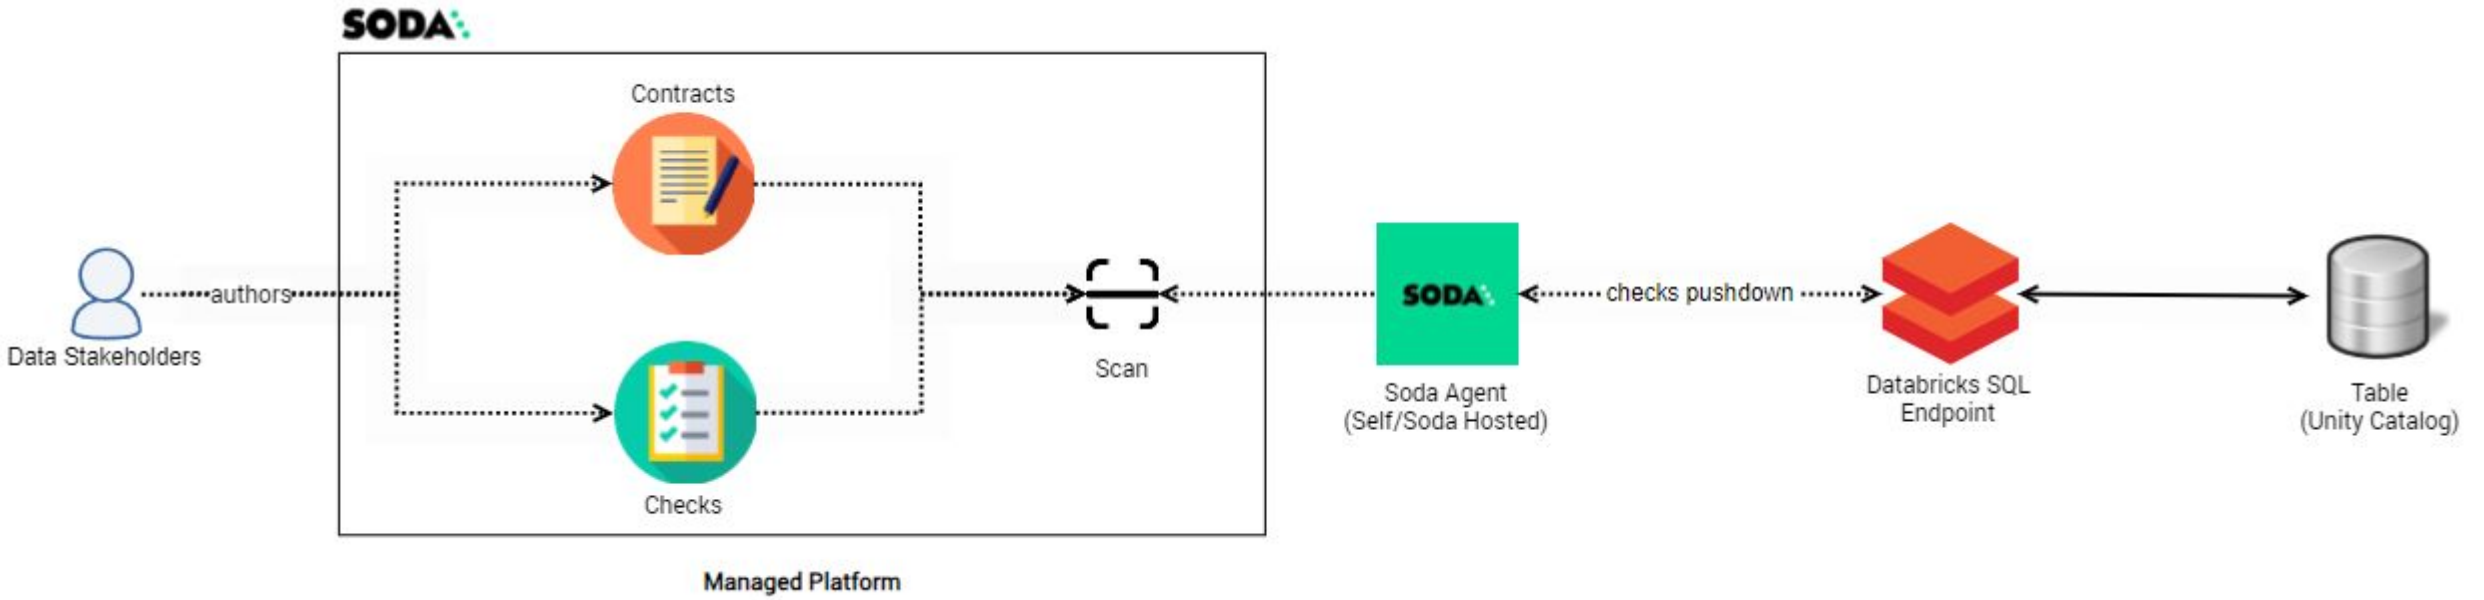 SODA
Contracts
authors
Data Stakeholders
Checks
Scan
SODA
Soda Agent
(Self/Soda Hosted)
checks pushdown
Databricks SQL
Endpoint
Table
(Unity Catalog)
Managed Platform